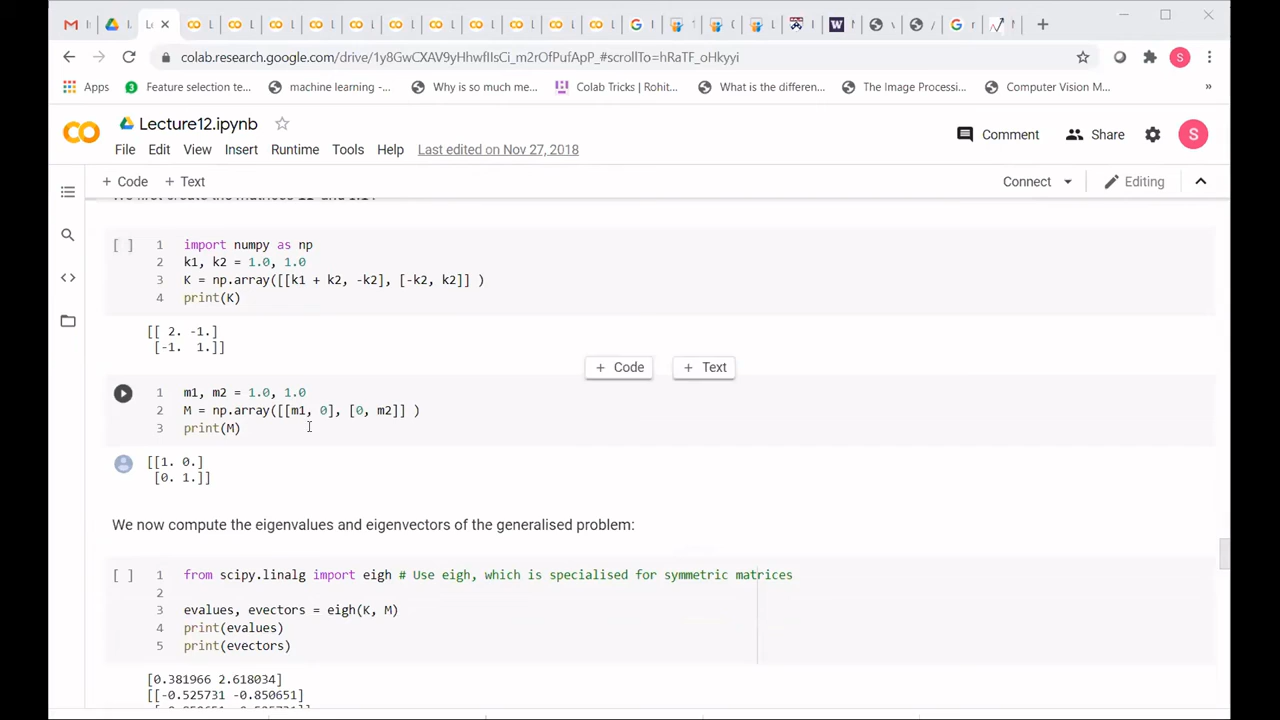 colab.research.google.com/drive/1y8GwCXAV9yHhwfIIsCi_m2rOfPufApP_#scrollTo=hRaTF_oHkyyi
Apps Feature selection te... machine learning -... Why is so much me... Colab Tricks | Rohit... What is the differen... The Image Processi... Computer Vision M... »
Lecture12.ipynb
Comment Share S
File Edit View Insert Runtime Tools Help Last edited on Nov 27, 2018
+ Code + Text Connect Editing
[ ] 1 import numpy as np
2 k1, k2 = 1.0, 1.0
3 K = np.array([[k1 + k2, -k2], [-k2, k2]] )
4 print(K)
[[ 2. -1.]
[-1. 1.]]
+ Code + Text
1 m1, m2 = 1.0, 1.0
2 M = np.array([[m1, 0], [0, m2]] )
3 print(M)
[[1. 0.]
[0. 1.]]
We now compute the eigenvalues and eigenvectors of the generalised problem:
[ ] 1 from scipy.linalg import eigh # Use eigh, which is specialised for symmetric matrices
2
3 evalues, evectors = eigh(K, M)
4 print(evalues)
5 print(evectors)
[0.381966 2.618034]
[[-0.525731 -0.850651]